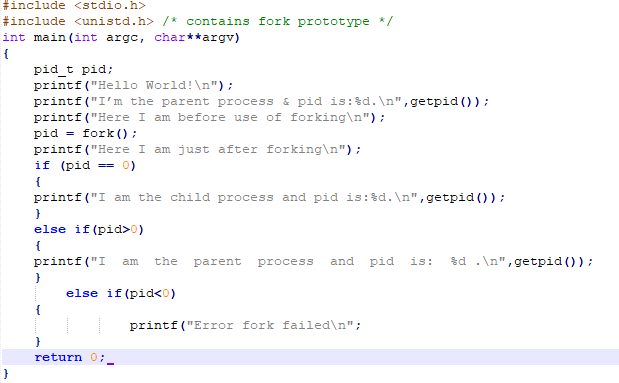 #include <stdio.h>
#include <unistd.h> /* contains fork prototype */
int main(int argc, char**argv)
{
pid_t pid;
printf("Hello World!\n");
printf("I’m the parent process & pid is:%d.\n",getpid());
printf("Here I am before use of forking\n");
pid = fork();
printf("Here I am just after forking\n");
if (pid == 0)
{
printf("I am the child process and pid is:%d.\n",getpid());
}
else if(pid>0)
{
printf("I am the parent process and pid is: %d .\n",getpid());
}
else if(pid<0)
{
printf("Error fork failed\n";
}
return 0;
}